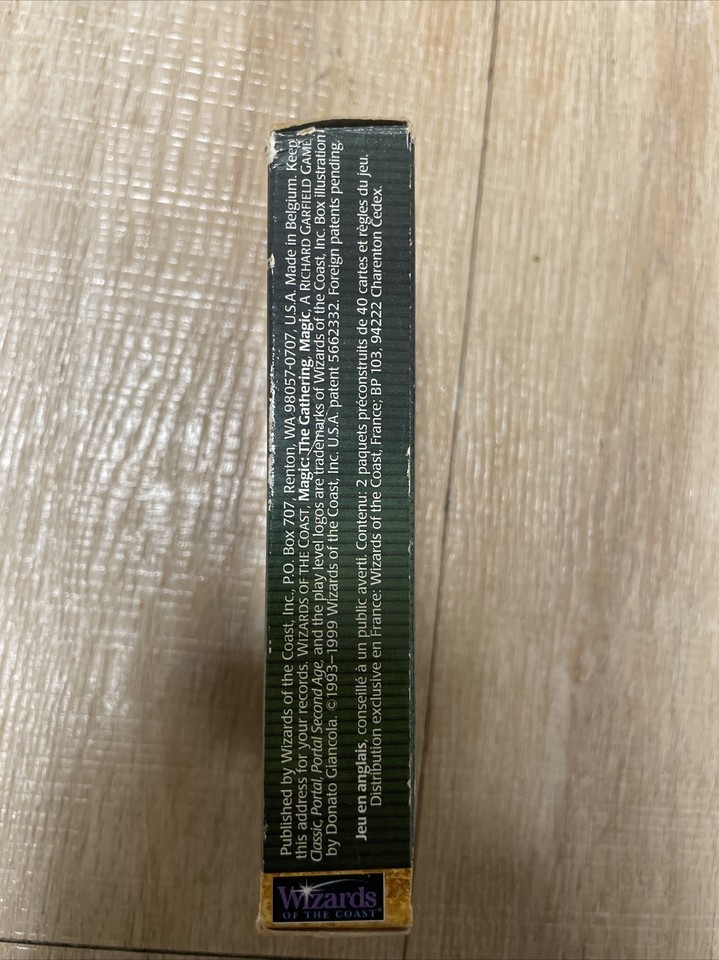 Published by Wizards of the Coast, Inc., P.O. Box 707, Renton, WA 98057-0707, U.S.A. Made in Belgium. Keep
this address for your records. WIZARDS OF THE COAST, Magic: The Gathering, Magic, A RICHARD GARFIELD GAME,
Classic, Portal, Portal Second Age, and the play level logos are trademarks of Wizards of the Coast, Inc. Box illustration
by Donato Giancola. ©1993–1999 Wizards of the Coast, Inc. U.S.A. patent 5662332. Foreign patents pending.
Jeu en anglais, conseillé à un public averti. Contenu: 2 paquets préconstruits de 40 cartes et règles du jeu.
Distribution exclusive en France: Wizards of the Coast, France; BP 103, 94222 Charenton Cedex.
Wizards
OF THE COAST